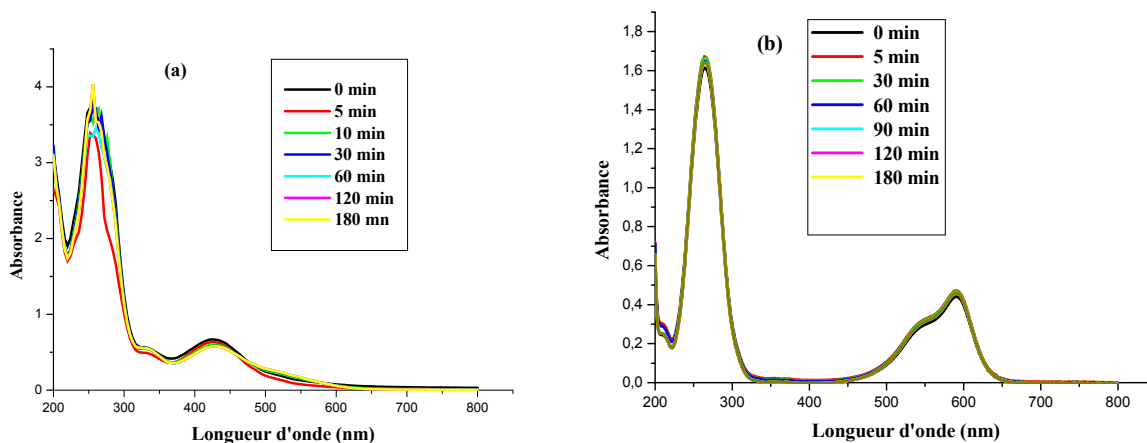 (a)
0 min
5 min
10 min
30 min
60 min
120 min
180 mn
4
3
2
1
0
Absorbance
200 300 400 500 600 700 800
Longueur d'onde (nm)
(b)
0 min
5 min
30 min
60 min
90 min
120 min
180 min
1,8
1,6
1,4
1,2
1,0
0,8
0,6
0,4
0,2
0,0
Absorbance
200 300 400 500 600 700 800
Longueur d'onde (nm)